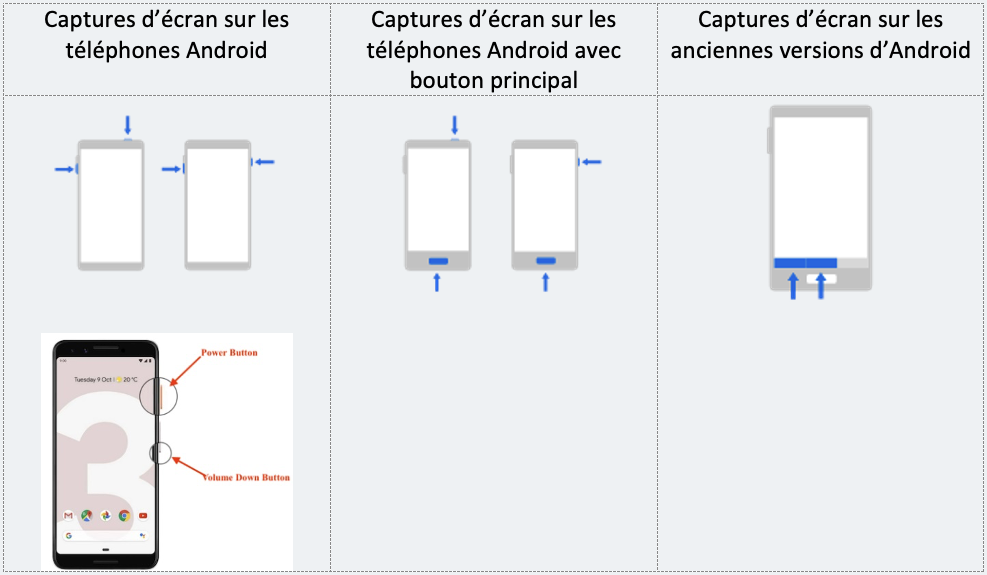 Captures d’écran sur les
téléphones Android
Captures d’écran sur les
téléphones Android avec
bouton principal
Captures d’écran sur les
anciennes versions d’Android
Power Button
Tuesday 9 Oct | 20 °C
Volume Down Button